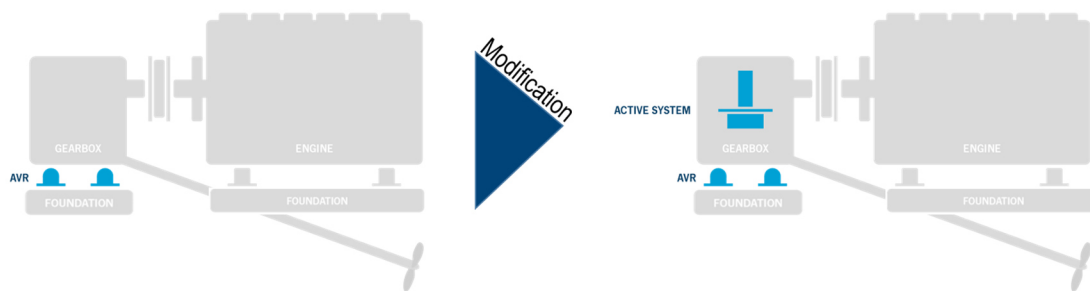 GEARBOX
ENGINE
AVR
FOUNDATION
FOUNDATION
Modification
ACTIVE SYSTEM
GEARBOX
ENGINE
AVR
FOUNDATION
FOUNDATION